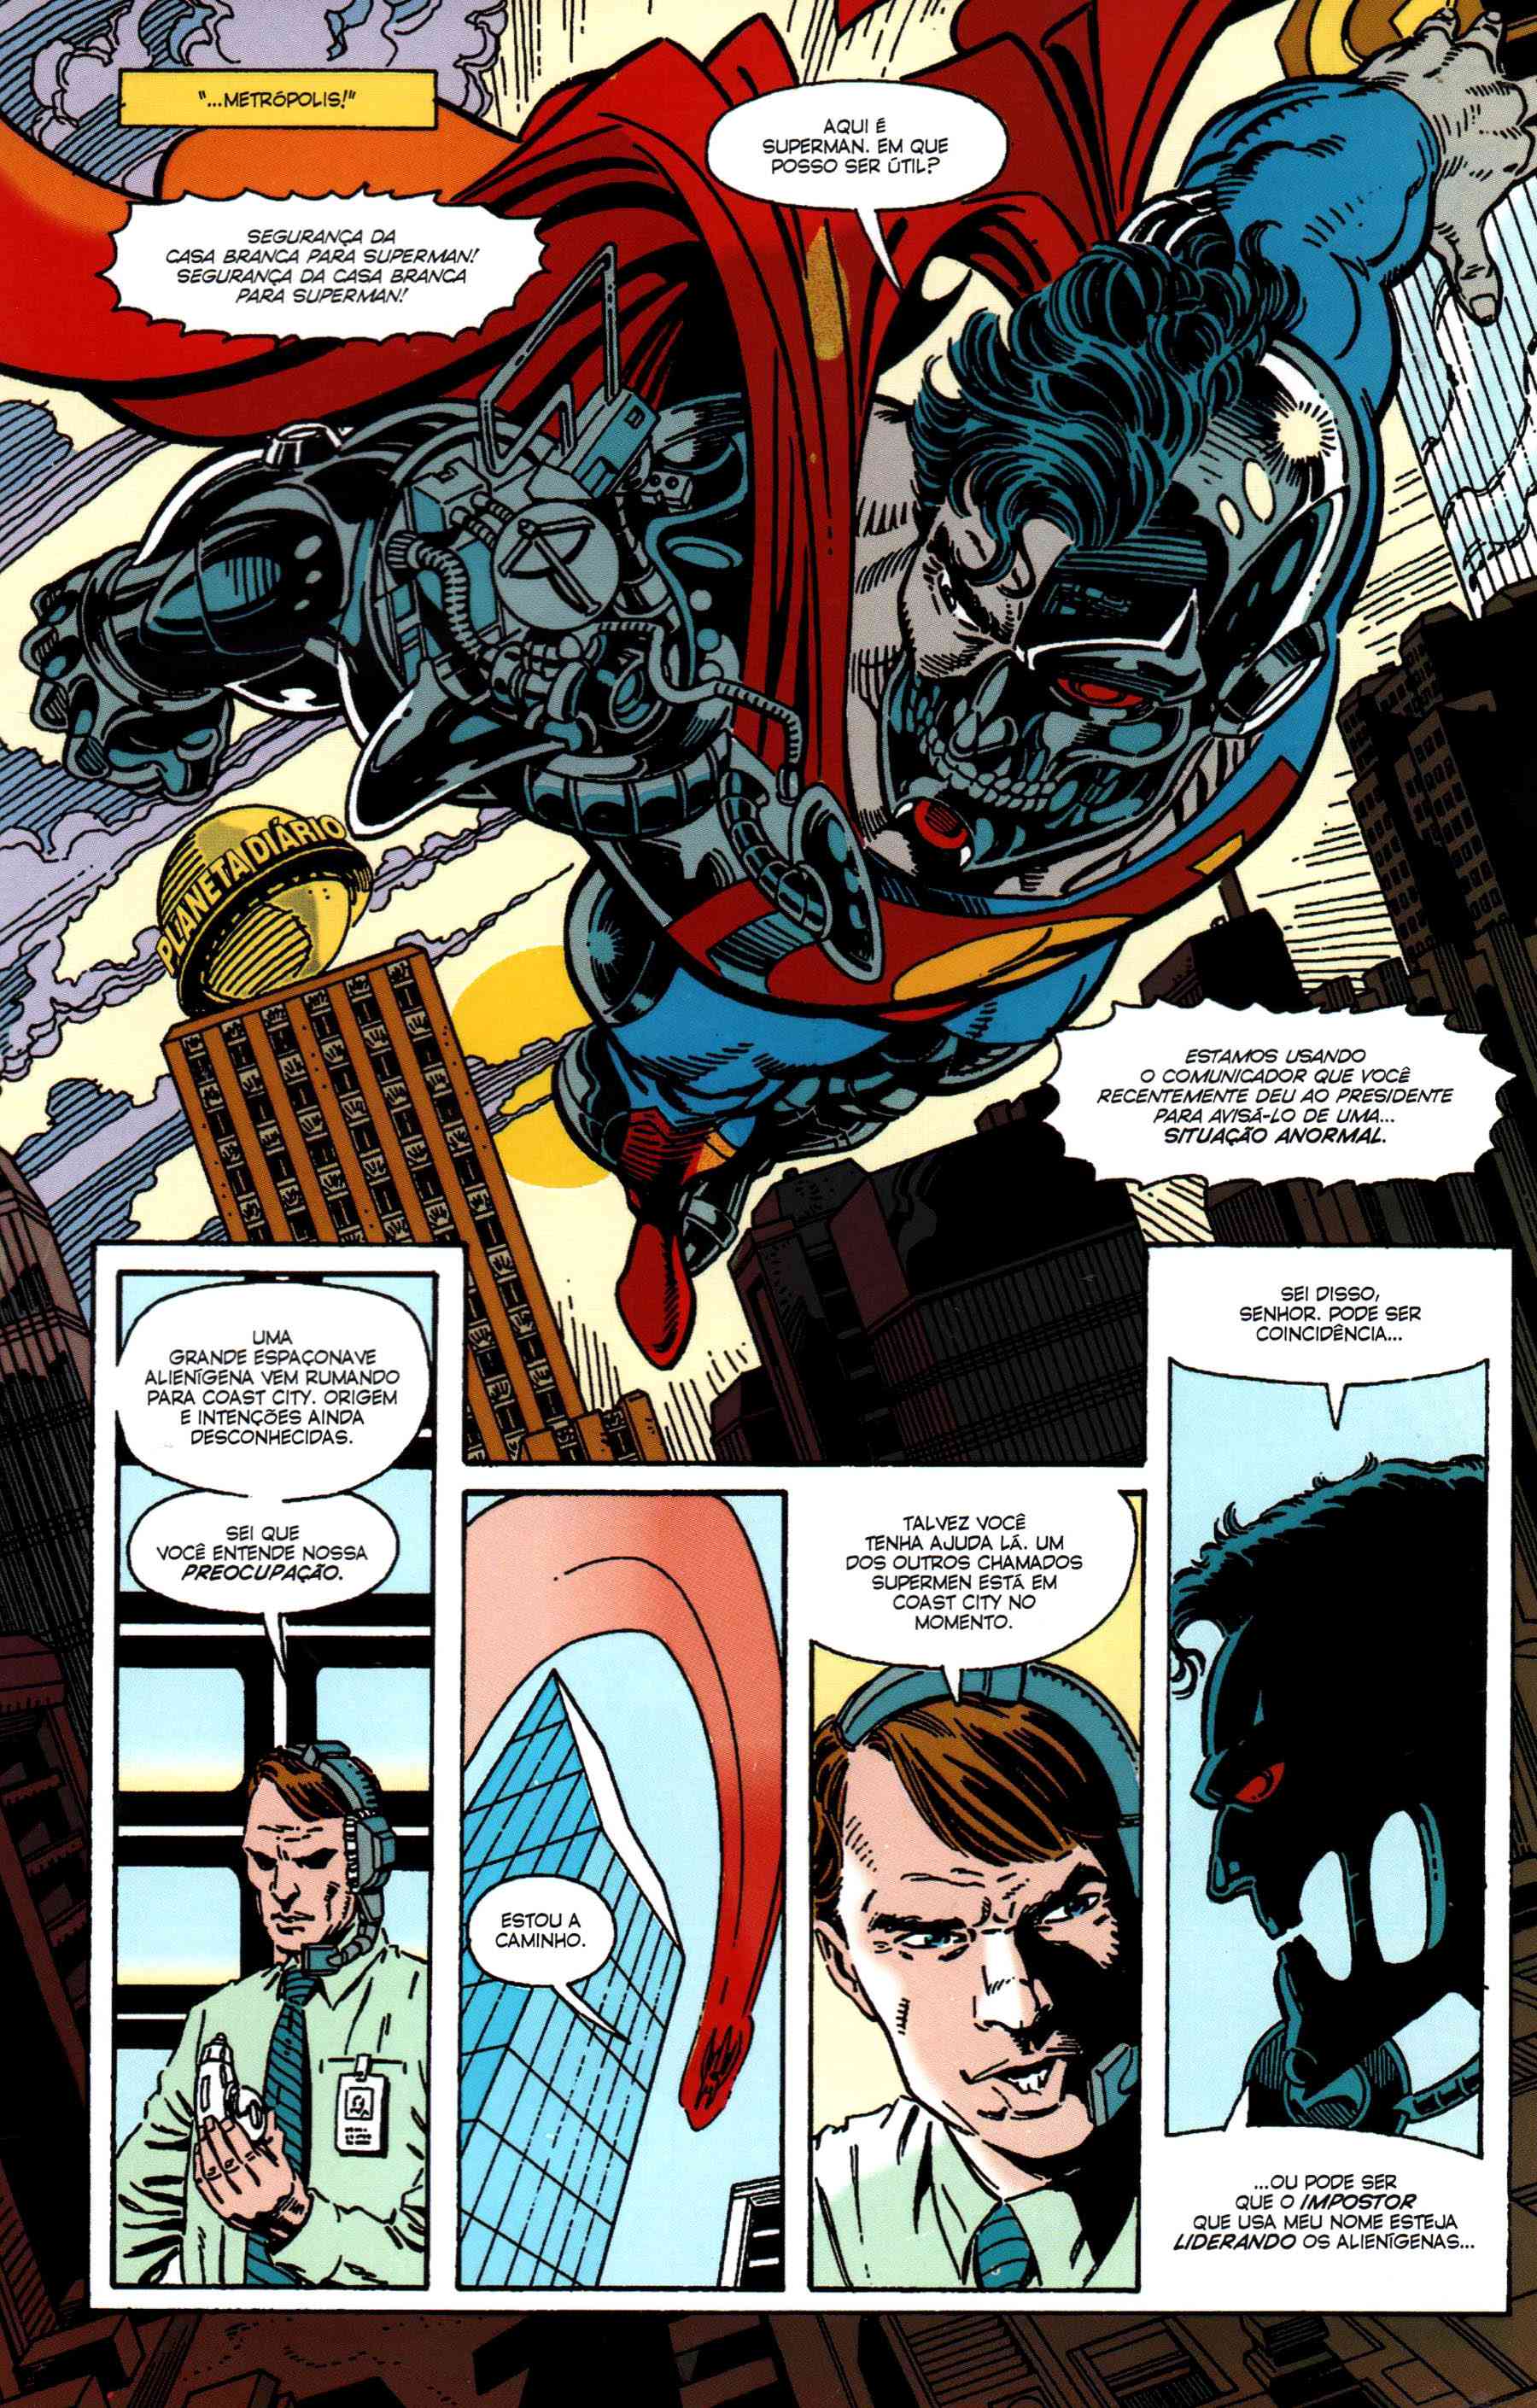 "...METRÓPOLIS!"
SEGURANÇA DA
CASA BRANCA PARA SUPERMAN!
SEGURANÇA DA CASA BRANCA
PARA SUPERMAN!
AQUI É
SUPERMAN. EM QUE
POSSO SER ÚTIL?
PLANETA DIÁRIO
ESTAMOS USANDO
O COMUNICADOR QUE VOCÊ
RECENTEMENTE DEU AO PRESIDENTE
PARA AVISÁ-LO DE UMA...
SITUAÇÃO ANORMAL.
UMA
GRANDE ESPAÇONAVE
ALIENÍGENA VEM RUMANDO
PARA COAST CITY. ORIGEM
E INTENÇÕES AINDA
DESCONHECIDAS.
SEI QUE
VOCÊ ENTENDE NOSSA
PREOCUPAÇÃO.
ESTOU A
CAMINHO.
TALVEZ VOCÊ
TENHA AJUDA LÁ. UM
DOS OUTROS CHAMADOS
SUPERMEN ESTÁ EM
COAST CITY NO
MOMENTO.
SEI DISSO,
SENHOR. PODE SER
COINCIDÊNCIA...
...OU PODE SER
QUE O IMPOSTOR
QUE USA MEU NOME ESTEJA
LIDERANDO OS ALIENÍGENAS...